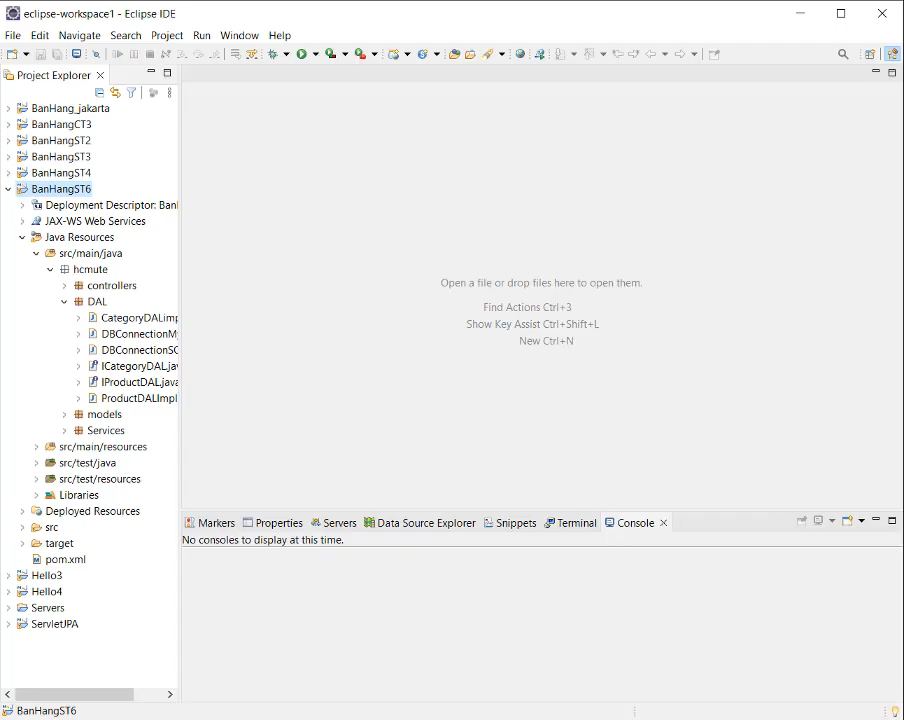 eclipse-workspace1 - Eclipse IDE
File Edit Navigate Search Project Run Window Help
Project Explorer
BanHang_jakarta
BanHangCT3
BanHangST2
BanHangST3
BanHangST4
BanHangST6
Deployment Descriptor: Ban
JAX-WS Web Services
Java Resources
src/main/java
hcmute
controllers
DAL
CategoryDALimp
DBConnectionMy
DBConnectionSQ
ICategoryDAL.jav
IProductDAL.java
ProductDALImpl
models
Services
src/main/resources
src/test/java
src/test/resources
Libraries
Deployed Resources
src
target
pom.xml
Hello3
Hello4
Servers
ServletJPA
Open a file or drop files here to open them.
Find Actions Ctrl+3
Show Key Assist Ctrl+Shift+L
New Ctrl+N
Markers Properties Servers Data Source Explorer Snippets Terminal Console
No consoles to display at this time.
BanHangST6